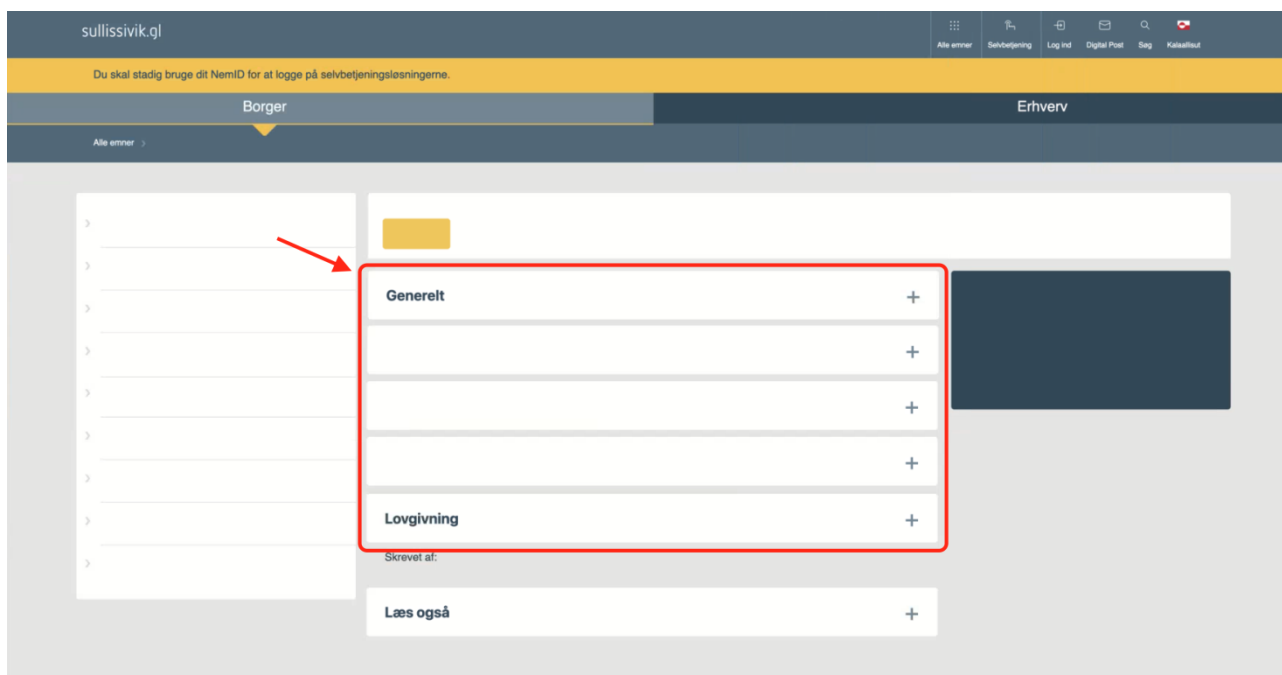 sullissivik.gl
Alle emner
Selvbetjening
Log ind
Digital Post
Søg
Kalaallisut
Du skal stadig bruge dit NemID for at logge på selvbetjeningsløsningerne.
Borger
Erhverv
Alle emner
Generelt
Lovgivning
Skrevet af:
Læs også